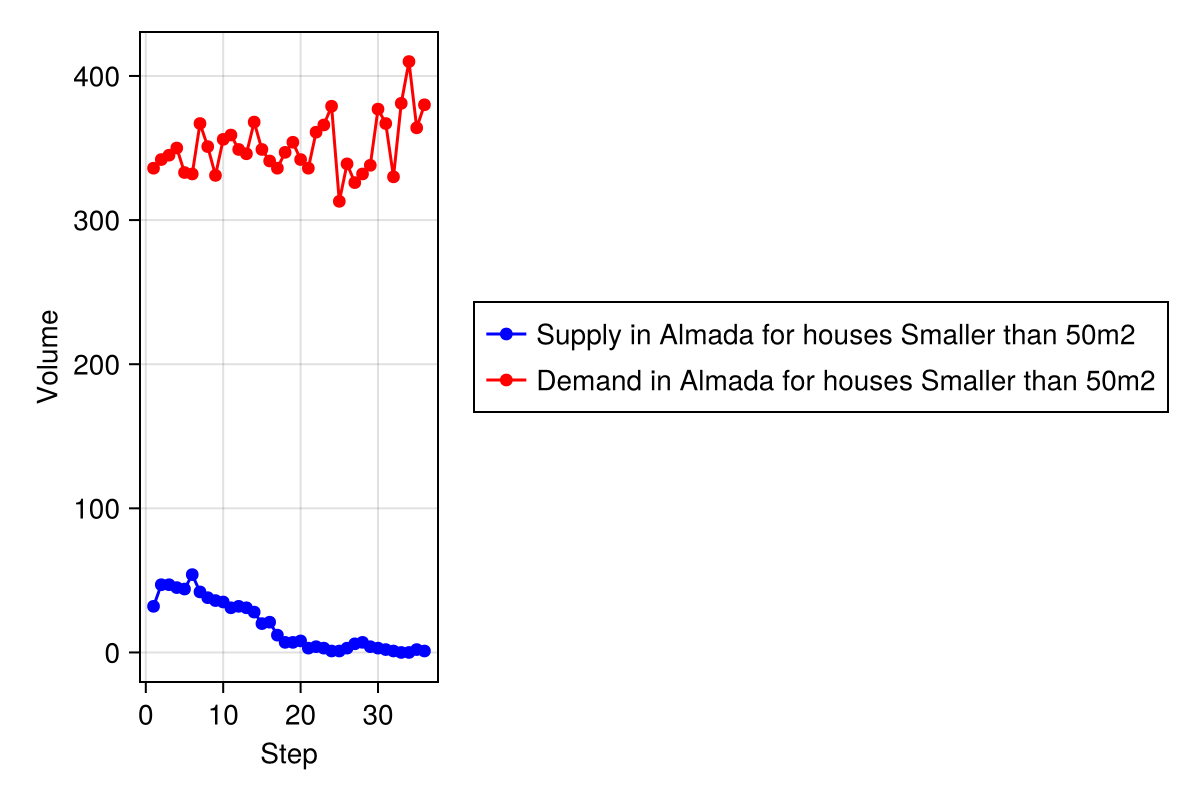 400
300
200
100
0
Volume
0 10 20 30
Step
Supply in Almada for houses Smaller than 50m2
Demand in Almada for houses Smaller than 50m2